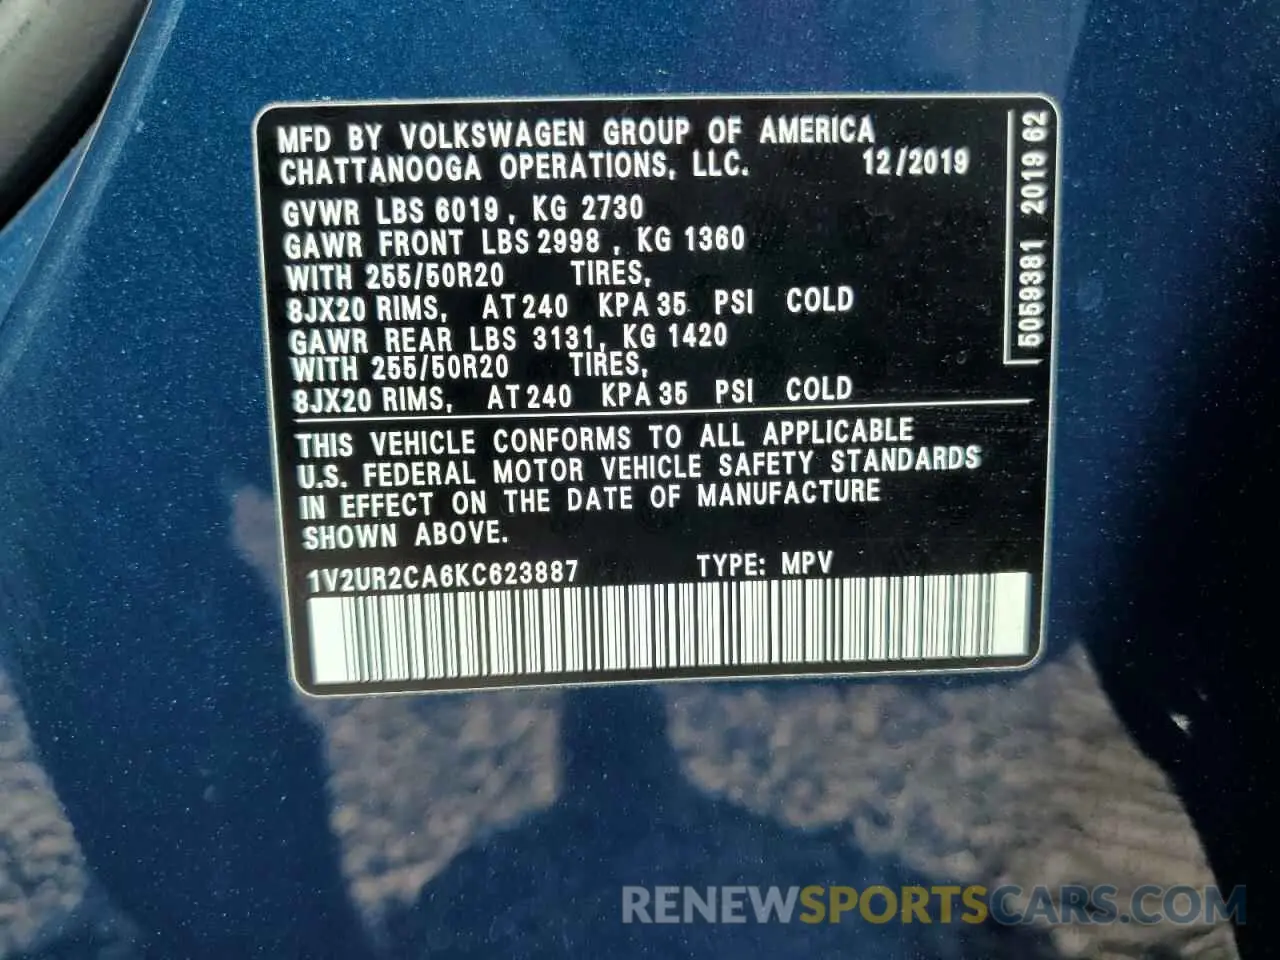 MFD BY VOLKSWAGEN GROUP OF AMERICA
CHATTANOOGA OPERATIONS, LLC. 12/2019
GVWR LBS 6019, KG 2730
GAWR FRONT LBS 2998, KG 1360
WITH 255/50R20 TIRES,
8JX20 RIMS, AT 240 KPA 35 PSI COLD
GAWR REAR LBS 3131, KG 1420
WITH 255/50R20 TIRES,
8JX20 RIMS, AT 240 KPA 35 PSI COLD
5059381 2019 62
THIS VEHICLE CONFORMS TO ALL APPLICABLE
U.S. FEDERAL MOTOR VEHICLE SAFETY STANDARDS
IN EFFECT ON THE DATE OF MANUFACTURE
SHOWN ABOVE.
1V2UR2CA6KC623887 TYPE: MPV
RENEWSPORTSCARS.COM